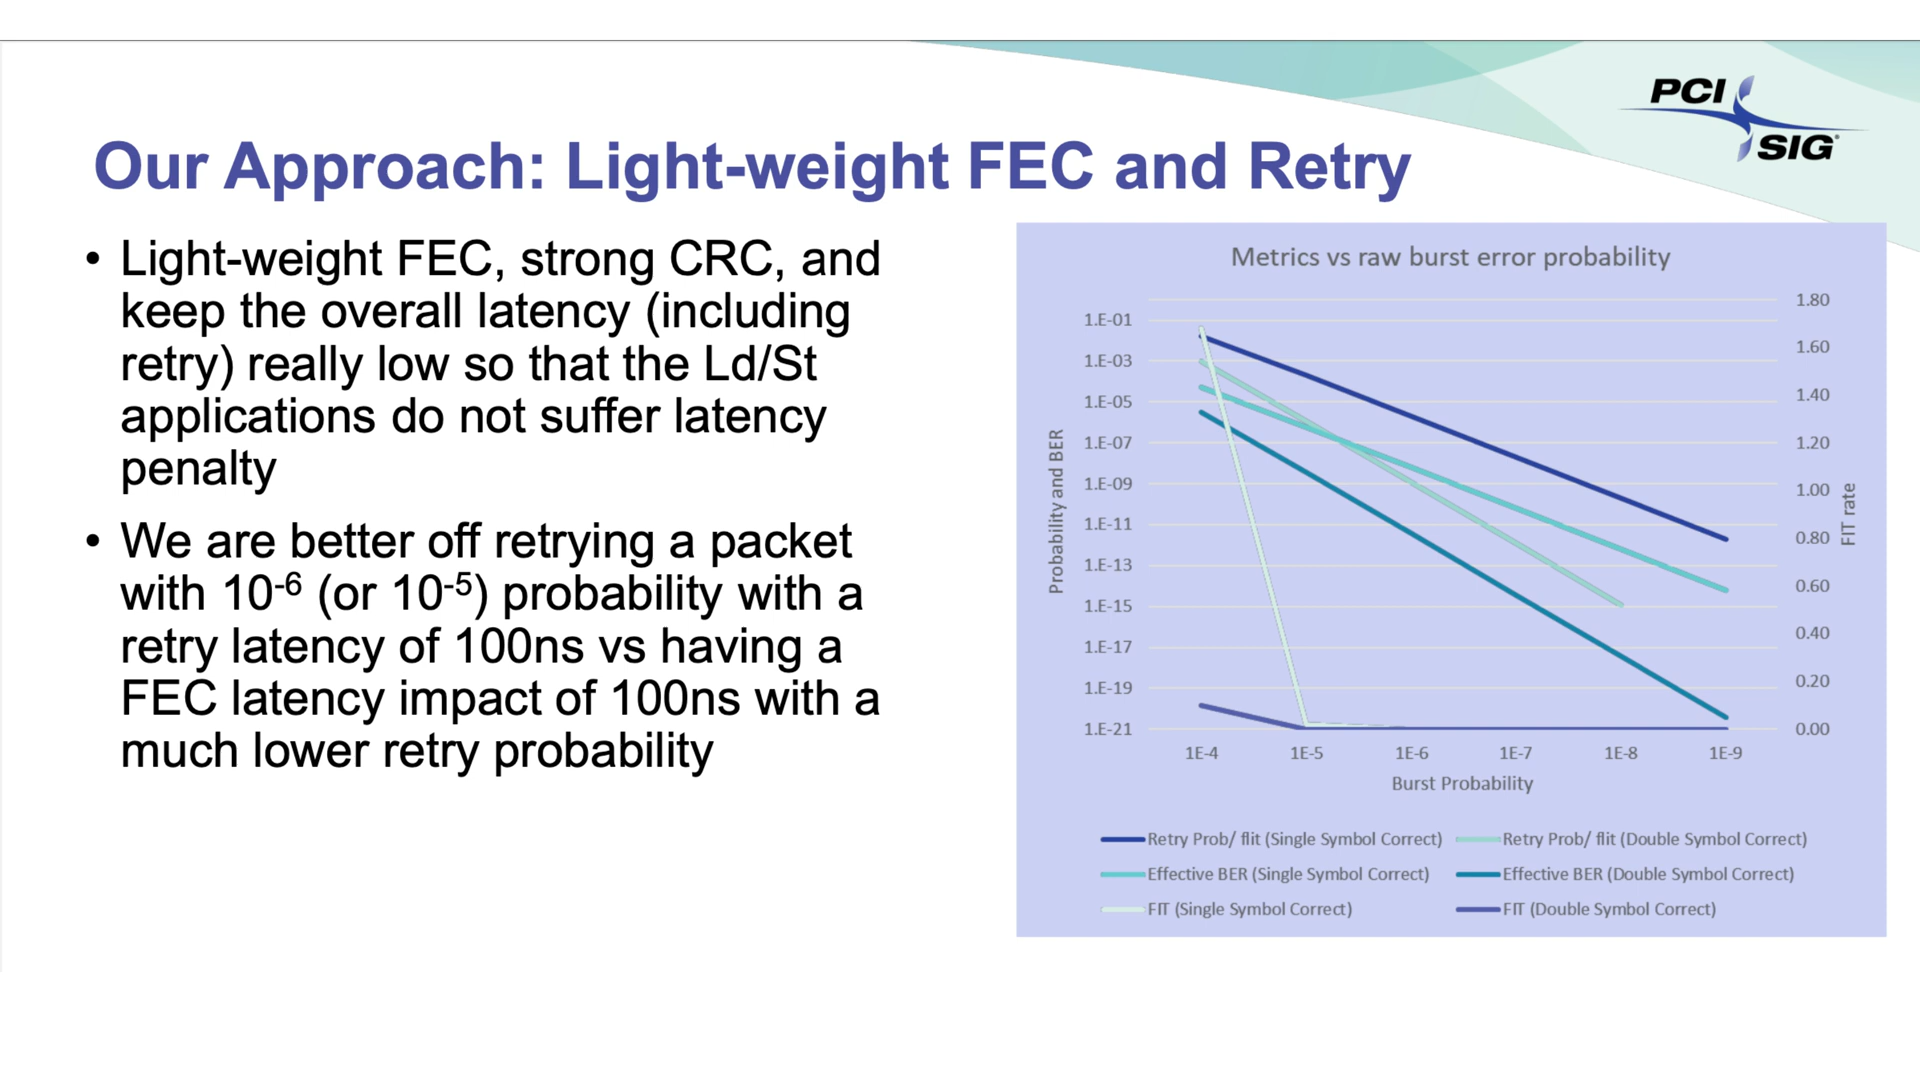 PCI
SIG®
Our Approach: Light-weight FEC and Retry
• Light-weight FEC, strong CRC, and
keep the overall latency (including
retry) really low so that the Ld/St
applications do not suffer latency
penalty
• We are better off retrying a packet
with 10⁻⁶ (or 10⁻⁵) probability with a
retry latency of 100ns vs having a
FEC latency impact of 100ns with a
much lower retry probability
Metrics vs raw burst error probability
Probability and BER
1.E-01
1.E-03
1.E-05
1.E-07
1.E-09
1.E-11
1.E-13
1.E-15
1.E-17
1.E-19
1.E-21
1.80
1.60
1.40
1.20
1.00
0.80
0.60
0.40
0.20
0.00
FIT rate
1E-4 1E-5 1E-6 1E-7 1E-8 1E-9
Burst Probability
Retry Prob/ flit (Single Symbol Correct) Retry Prob/ flit (Double Symbol Correct)
Effective BER (Single Symbol Correct) Effective BER (Double Symbol Correct)
FIT (Single Symbol Correct) FIT (Double Symbol Correct)